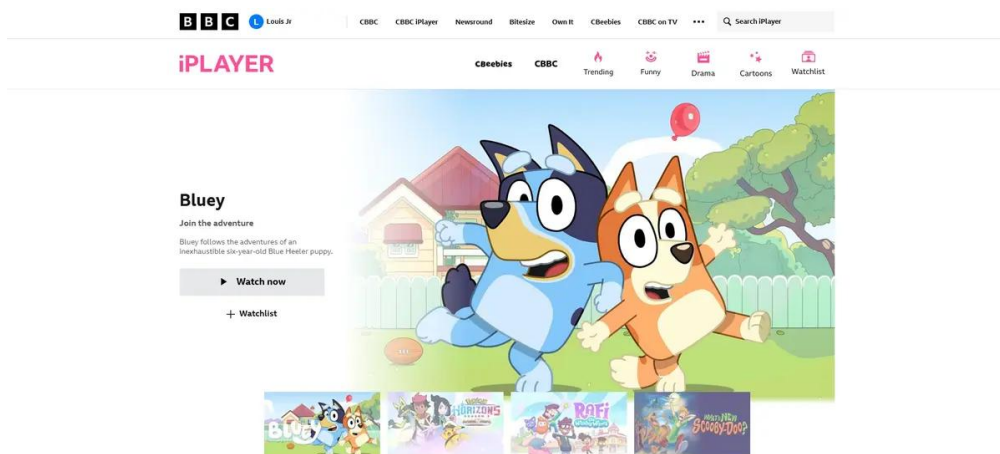 BBC L Louis Jr CBBC CBBC iPlayer Newsround Bitesize Own It CBeebies CBBC on TV ••• Search iPlayer
iPLAYER CBeebies CBBC Trending Funny Drama Cartoons Watchlist
Bluey
Join the adventure
Bluey follows the adventures of an
inexhaustible six-year-old Blue Heeler puppy.
Watch now
+ Watchlist
BLUEY HORIZONS RAFI WHAT'S NEW
SCOOBY-DOO?